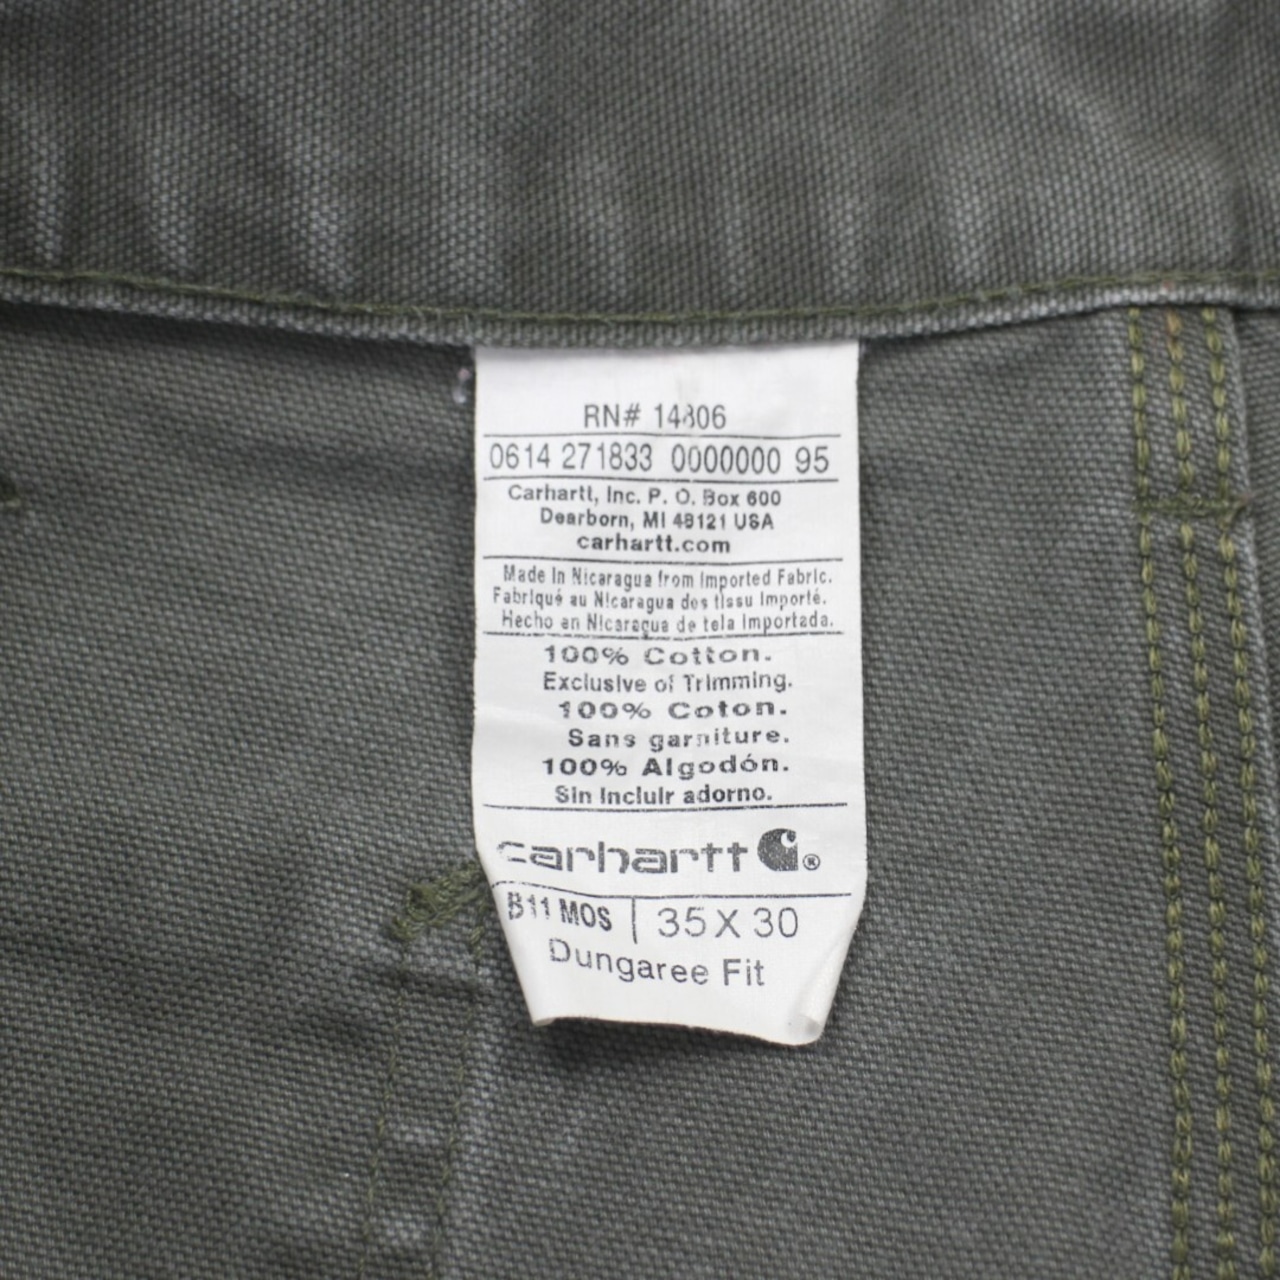 RN# 14806
0614 271833 0000000 95
Carhartt, Inc. P. O. Box 600
Dearborn, MI 48121 USA
carhartt.com
Made In Nicaragua from Imported Fabric.
Fabriqué au Nicaragua des tissu Importé.
Hecho en Nicaragua de tela Importada.
100% Cotton.
Exclusive of Trimming.
100% Coton.
Sans garniture.
100% Algodón.
Sin Incluir adorno.
carhartt ®
B11 MOS | 35 X 30
Dungaree Fit